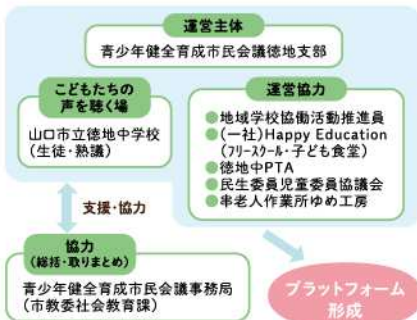 運営主体
青少年健全育成市民会議徳地支部
こどもたちの
声を聴く場
山口市立徳地中学校
(生徒・熟議)
運営協力
●地域学校協働活動推進員
●(一社)Happy Education
(フリースクール・子ども食堂)
●徳地中PTA
●民生委員児童委員協議会
●串老人作業所ゆめ工房
支援・協力
協力
(総括・取りまとめ)
青少年健全育成市民会議事務局
(市教委社会教育課)
プラットフォーム
形成